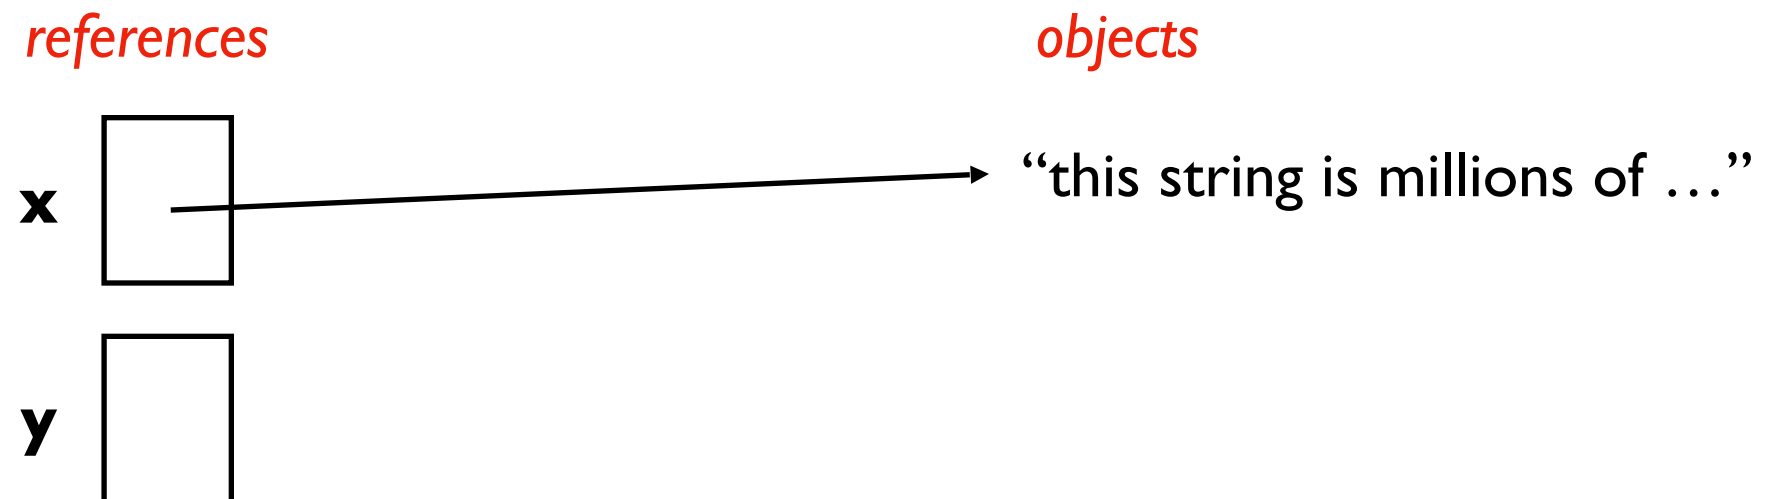 references
objects
x
“this string is millions of …”
y